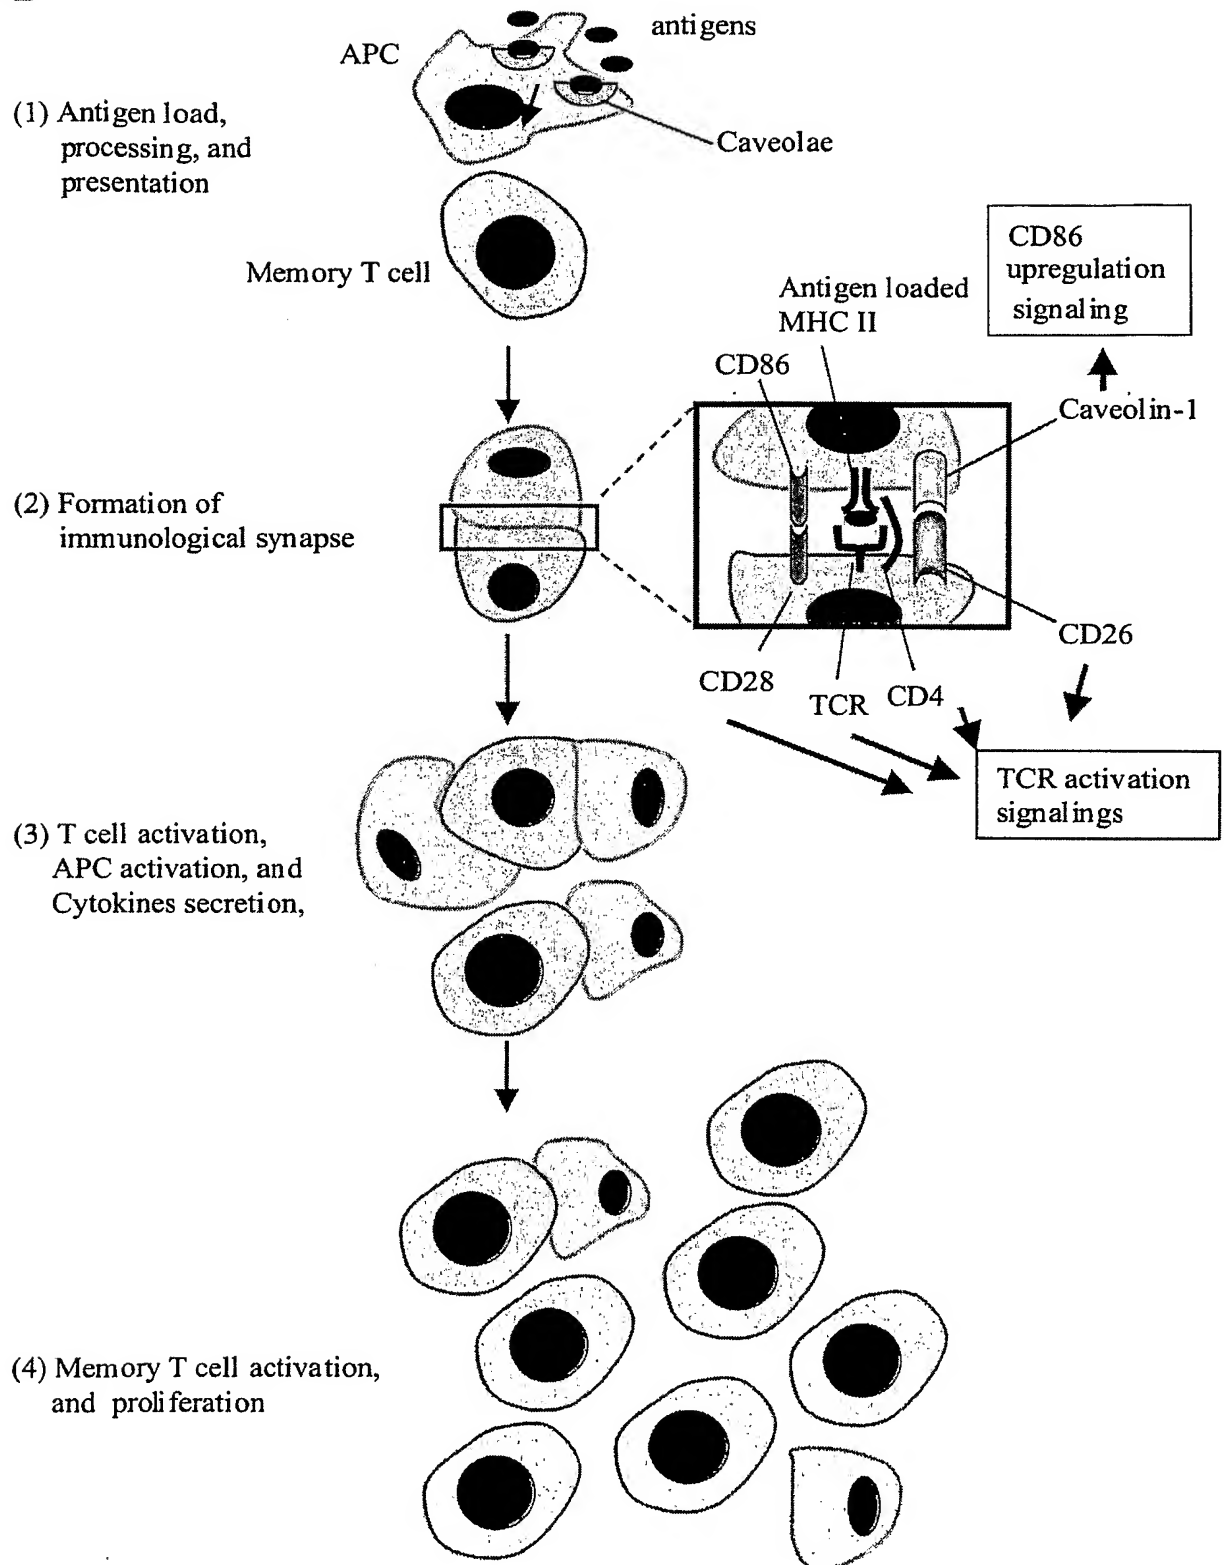 antigens
APC
(1) Antigen load,
processing, and
presentation
Caveolae
Memory T cell
CD86
upregulation
signaling
Antigen loaded
MHC II
CD86
Caveolin-1
(2) Formation of
immunological synapse
CD26
CD28
TCR
CD4
TCR activation
signalings
(3) T cell activation,
APC activation, and
Cytokines secretion,
(4) Memory T cell activation,
and proliferation